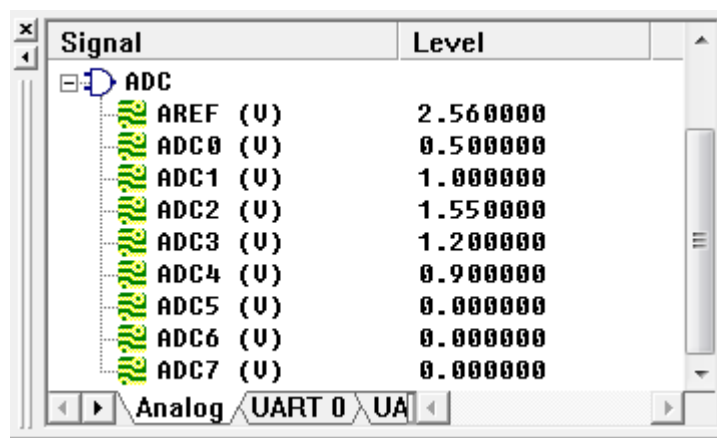 Signal Level
ADC
AREF (V) 2.560000
ADC0 (V) 0.500000
ADC1 (V) 1.000000
ADC2 (V) 1.550000
ADC3 (V) 1.200000
ADC4 (V) 0.900000
ADC5 (V) 0.000000
ADC6 (V) 0.000000
ADC7 (V) 0.000000
Analog UART 0 UA